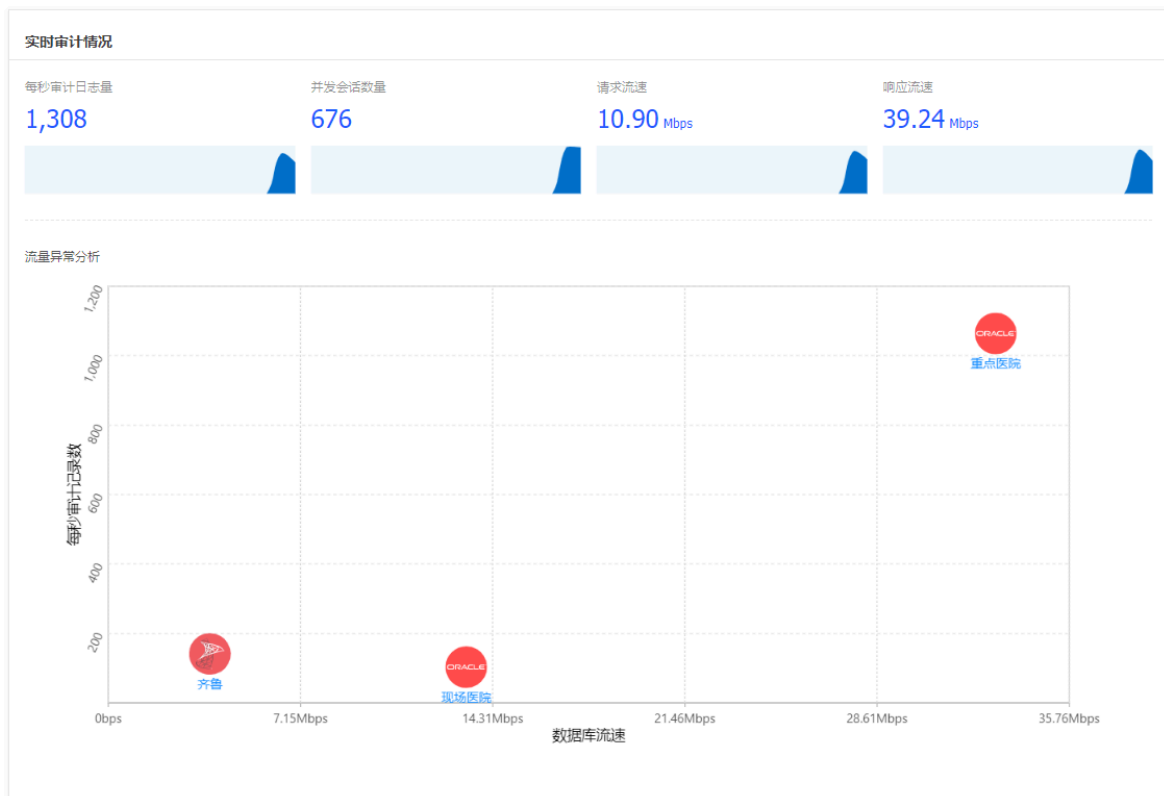 实时审计情况
每秒审计日志量 并发会话数量 请求流速 响应流速
1,308 676 10.90 Mbps 39.24 Mbps
流量异常分析
1,200
1,000
800
600
400
200
每秒审计记录数
ORACLE
重点医院
齐鲁
ORACLE
现场医院
0bps 7.15Mbps 14.31Mbps 21.46Mbps 28.61Mbps 35.76Mbps
数据库流速